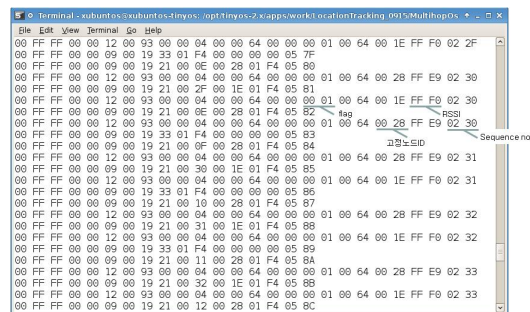 Terminal - xubuntos@xubuntos-tinyos: /opt/tinyos-2.x/apps/work/LocationTracking_0915/MultihopOs
File Edit View Terminal Go Help
00 FF FF 00 00 12 00 93 00 00 04 00 00 64 00 00 00 01 00 64 00 1E FF F0 02 2F
00 FF FF 00 00 09 00 19 33 01 F4 00 00 00 00 05 7F
00 FF FF 00 00 09 00 19 21 00 0E 00 28 01 F4 05 80
00 FF FF 00 00 12 00 93 00 00 04 00 00 64 00 00 00 01 00 64 00 28 FF E9 02 30
00 FF FF 00 00 09 00 19 21 00 2F 00 1E 01 F4 05 81
00 FF FF 00 00 12 00 93 00 00 04 00 00 64 00 00 00 01 00 64 00 1E FF F0 02 30
00 FF FF 00 00 09 00 19 21 00 0E 00 28 01 F4 05 82
flag
RSSI
00 FF FF 00 00 12 00 93 00 00 04 00 00 64 00 00 00 01 00 64 00 28 FF E9 02 30
Sequence no
00 FF FF 00 00 09 00 19 33 01 F4 00 00 00 00 05 83
고정노드ID
00 FF FF 00 00 09 00 19 21 00 0F 00 28 01 F4 05 84
00 FF FF 00 00 12 00 93 00 00 04 00 00 64 00 00 00 01 00 64 00 28 FF E9 02 31
00 FF FF 00 00 09 00 19 21 00 30 00 1E 01 F4 05 85
00 FF FF 00 00 12 00 93 00 00 04 00 00 64 00 00 00 01 00 64 00 1E FF F0 02 31
00 FF FF 00 00 09 00 19 33 01 F4 00 00 00 00 05 86
00 FF FF 00 00 09 00 19 21 00 10 00 28 01 F4 05 87
00 FF FF 00 00 12 00 93 00 00 04 00 00 64 00 00 00 01 00 64 00 28 FF E9 02 32
00 FF FF 00 00 09 00 19 21 00 31 00 1E 01 F4 05 88
00 FF FF 00 00 12 00 93 00 00 04 00 00 64 00 00 00 01 00 64 00 1E FF F0 02 32
00 FF FF 00 00 09 00 19 33 01 F4 00 00 00 00 05 89
00 FF FF 00 00 09 00 19 21 00 11 00 28 01 F4 05 8A
00 FF FF 00 00 12 00 93 00 00 04 00 00 64 00 00 00 01 00 64 00 28 FF E9 02 33
00 FF FF 00 00 09 00 19 21 00 32 00 1E 01 F4 05 8B
00 FF FF 00 00 12 00 93 00 00 04 00 00 64 00 00 00 01 00 64 00 1E FF F0 02 33
00 FF FF 00 00 09 00 19 21 00 12 00 28 01 F4 05 8C